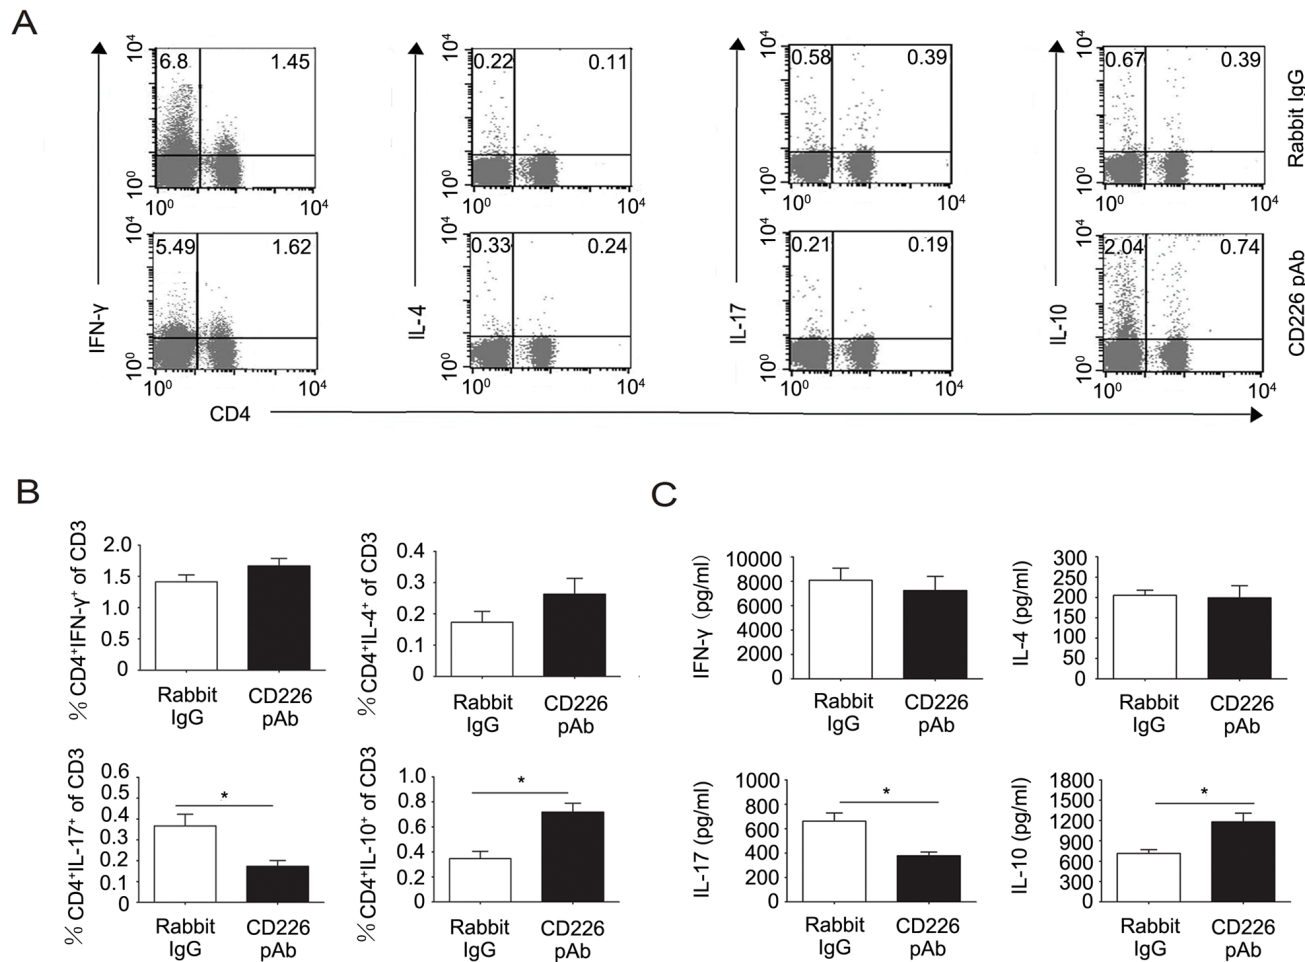 A
10⁴ 6.8 1.45
10⁰
10⁰ 10⁴
IFN-γ
10⁴ 0.22 0.11
10⁰
10⁰ 10⁴
IL-4
10⁴ 0.58 0.39
10⁰
10⁰ 10⁴
IL-17
10⁴ 0.67 0.39
10⁰
10⁰ 10⁴
IL-10
Rabbit IgG
10⁴ 5.49 1.62
10⁰
10⁰ 10⁴
10⁴ 0.33 0.24
10⁰
10⁰ 10⁴
10⁴ 0.21 0.19
10⁰
10⁰ 10⁴
10⁴ 2.04 0.74
10⁰
10⁰ 10⁴
CD226 pAb
CD4
B
% CD4⁺IFN-γ⁺ of CD3
2.0
1.5
1.0
0.5
0
Rabbit
IgG
CD226
pAb
% CD4⁺IL-4⁺ of CD3
0.4
0.3
0.2
0.1
0
Rabbit
IgG
CD226
pAb
% CD4⁺IL-17⁺ of CD3
0.6
0.4
0.3
0.2
0.1
0
*
Rabbit
IgG
CD226
pAb
% CD4⁺IL-10⁺ of CD3
1.0
0.8
0.6
0.4
0.2
0
*
Rabbit
IgG
CD226
pAb
C
IFN-γ (pg/ml)
10000
8000
6000
4000
2000
0
Rabbit
IgG
CD226
pAb
IL-4 (pg/ml)
300
250
200
150
100
50
0
Rabbit
IgG
CD226
pAb
IL-17 (pg/ml)
1000
800
600
400
200
0
*
Rabbit
IgG
CD226
pAb
IL-10 (pg/ml)
1800
1500
1200
900
600
300
0
*
Rabbit
IgG
CD226
pAb